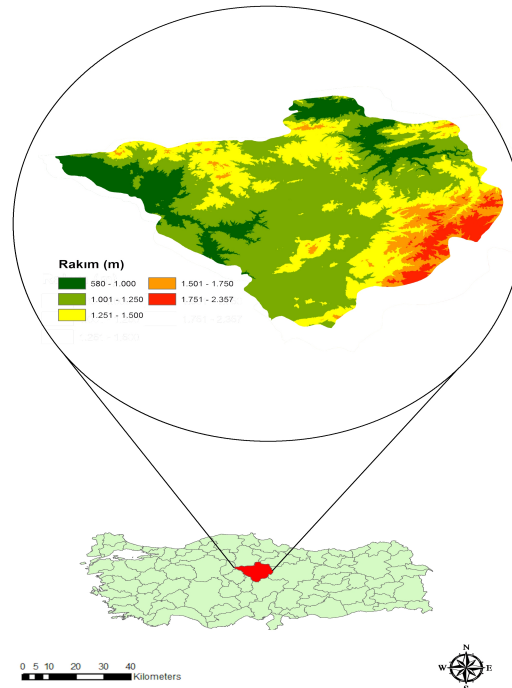 Rakım (m)
580 - 1.000
1.001 - 1.250
1.251 - 1.500
1.501 - 1.750
1.751 - 2.357
0 5 10 20 30 40
Kilometers
N
W E
S